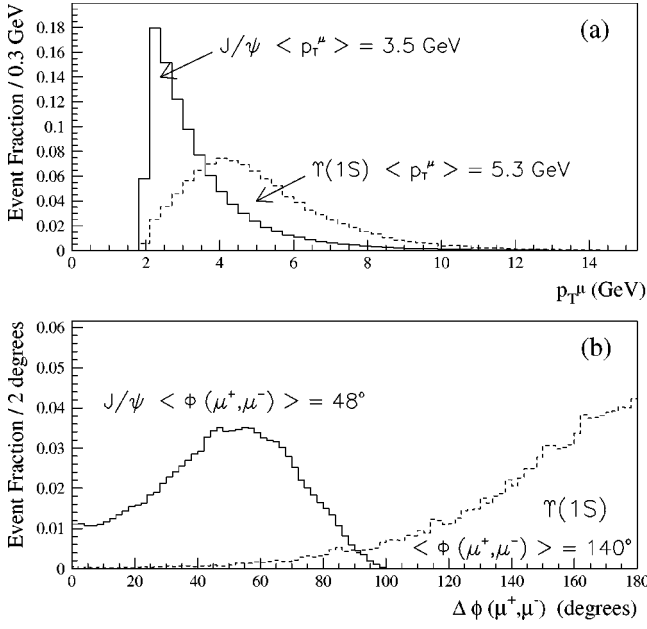 Event Fraction / 0.3 GeV
0.18
0.16
0.14
0.12
0.10
0.08
0.06
0.04
0.02
0
(a)
J/ψ < p_T^μ > = 3.5 GeV
ϒ(1S) < p_T^μ > = 5.3 GeV
0 2 4 6 8 10 12 14
p_T^μ (GeV)
Event Fraction / 2 degrees
0.06
0.05
0.04
0.03
0.02
0.01
0
(b)
J/ψ < Φ (μ⁺,μ⁻) > = 48°
ϒ(1S)
< Φ (μ⁺,μ⁻) > = 140°
0 20 40 60 80 100 120 140 160 180
Δ ϕ (μ⁺,μ⁻) (degrees)